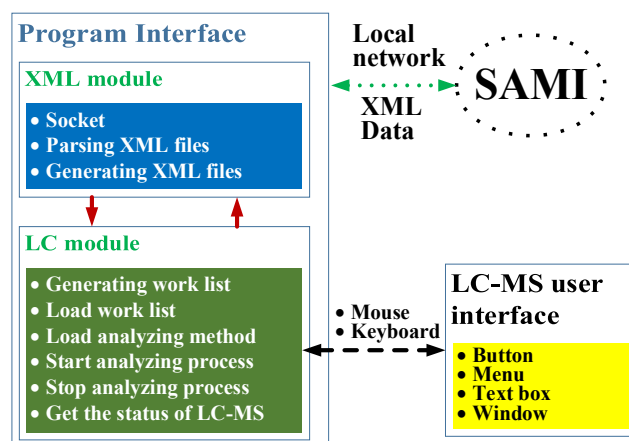 Program Interface
XML module
• Socket
• Parsing XML files
• Generating XML files
LC module
• Generating work list
• Load work list
• Load analyzing method
• Start analyzing process
• Stop analyzing process
• Get the status of LC-MS
Local
network
XML
Data
SAMI
• Mouse
• Keyboard
LC-MS user
interface
• Button
• Menu
• Text box
• Window